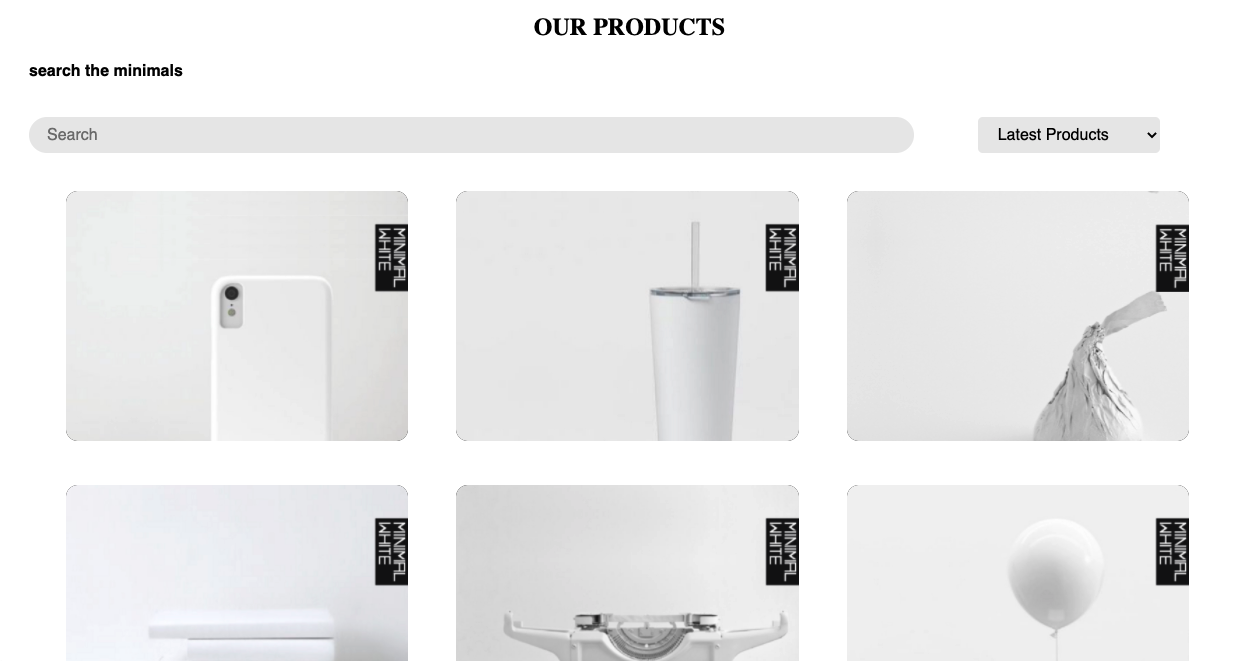 OUR PRODUCTS
search the minimals
Search
Latest Products
MINIMAL
WHITE
MINIMAL
WHITE
MINIMAL
WHITE
MINIMAL
WHITE
MINIMAL
WHITE
MINIMAL
WHITE